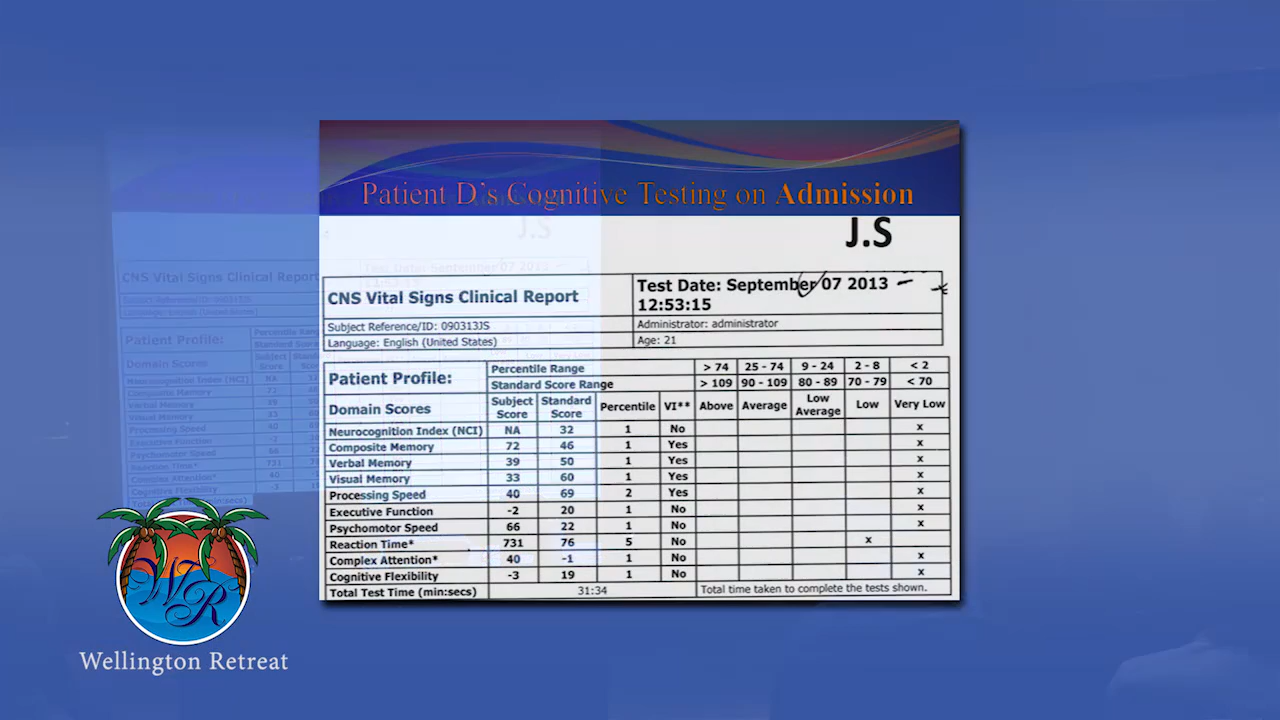 Patient D's Cognitive Testing on Admission
J.S
CNS Vital Signs Clinical Report
Test Date: September 07 2013
12:53:15
Subject Reference/ID: 090313JS
Administrator: administrator
Language: English (United States)
Age: 21
Patient Profile:
Percentile Range > 74 25 - 74 9 - 24 2 - 8 < 2
Standard Score Range > 109 90 - 109 80 - 89 70 - 79 < 70
Domain Scores Subject Score Standard Score Percentile VI** Above Average Low Average Low Very Low
Neurocognition Index (NCI) NA 32 1 No x
Composite Memory 72 46 1 Yes x
Verbal Memory 39 50 1 Yes x
Visual Memory 33 60 1 Yes x
Processing Speed 40 69 2 Yes x
Executive Function -2 20 1 No x
Psychomotor Speed 66 22 1 No x
Reaction Time* 731 76 5 No x
Complex Attention* 40 -1 1 No x
Cognitive Flexibility -3 19 1 No x
Total Test Time (min:secs) 31:34 Total time taken to complete the tests shown.
WR
Wellington Retreat